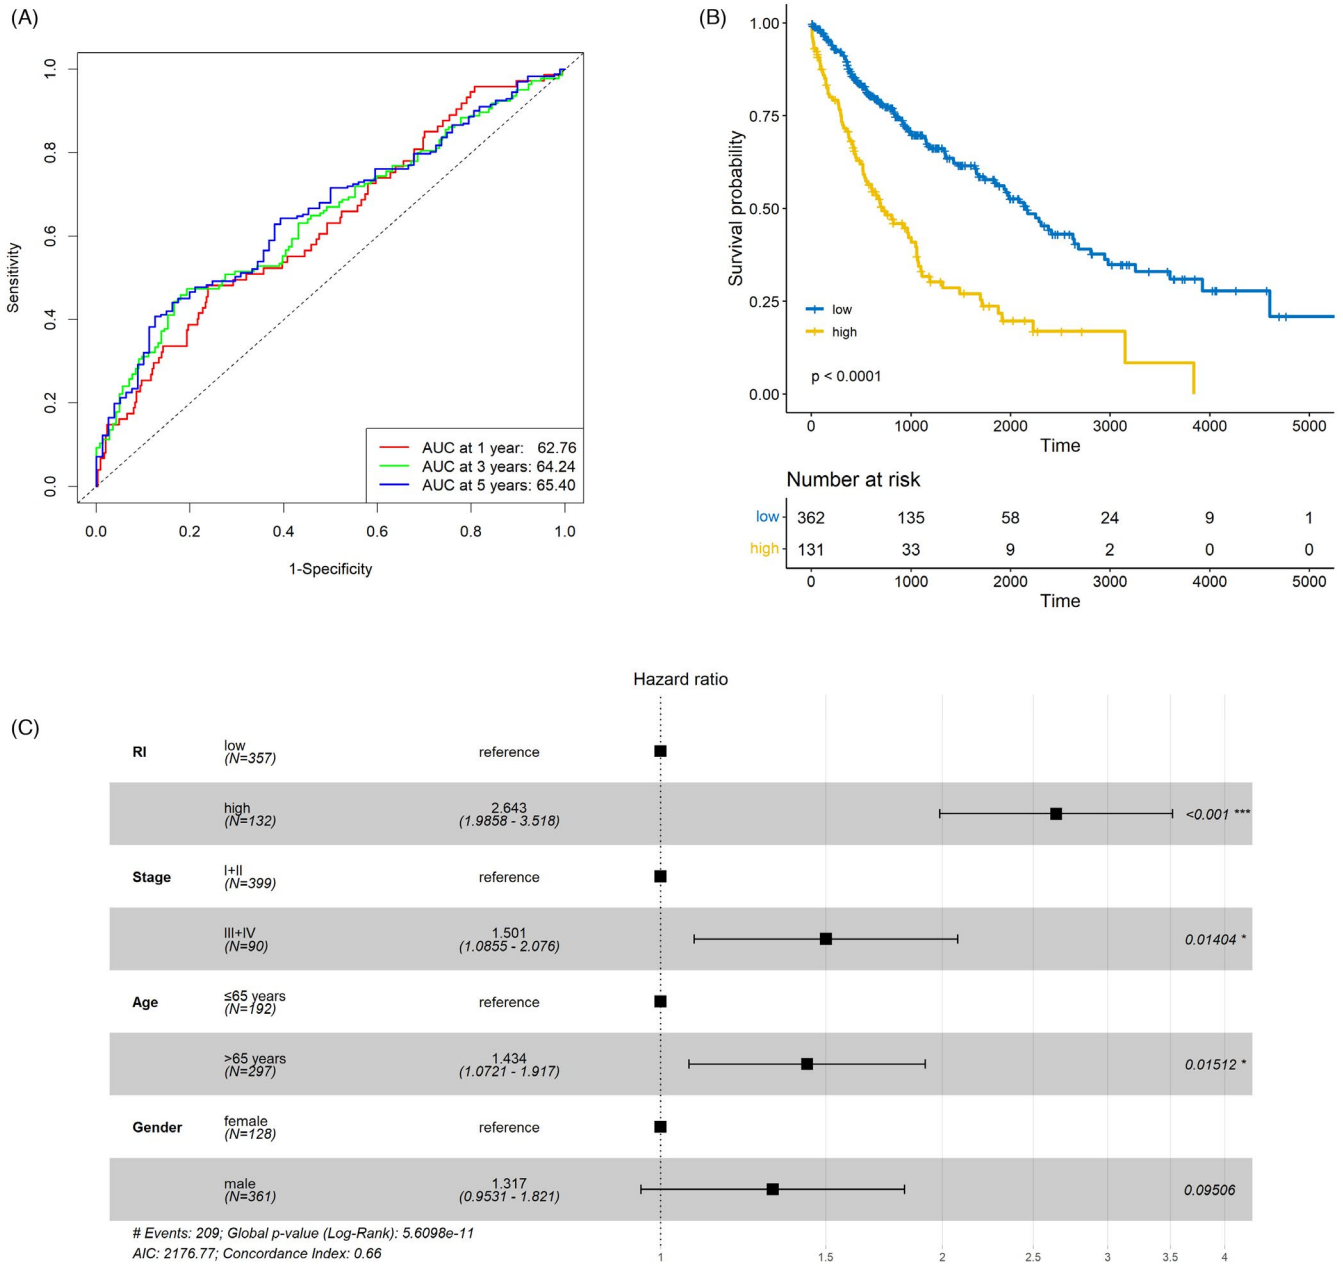 (A)
1.0
0.8
0.6
0.4
0.2
0.0
Sensitivity
AUC at 1 year: 62.76
AUC at 3 years: 64.24
AUC at 5 years: 65.40
0.0 0.2 0.4 0.6 0.8 1.0
1-Specificity
(B)
1.00
0.75
0.50
0.25
0.00
Survival probability
low
high
p < 0.0001
0 1000 2000 3000 4000 5000
Time
Number at risk
low 362 135 58 24 9 1
high 131 33 9 2 0 0
0 1000 2000 3000 4000 5000
Time
(C)
Hazard ratio
RI low reference
(N=357)
high 2.643 <0.001 ***
(N=132) (1.9858 - 3.518)
Stage I+II reference
(N=399)
III+IV 1.501 0.01404 *
(N=90) (1.0855 - 2.076)
Age ≤65 years reference
(N=192)
>65 years 1.434 0.01512 *
(N=297) (1.0721 - 1.917)
Gender female reference
(N=128)
male 1.317 0.09506
(N=361) (0.9531 - 1.821)
# Events: 209; Global p-value (Log-Rank): 5.6098e-11
AIC: 2176.77; Concordance Index: 0.66
1 1.5 2 2.5 3 3.5 4